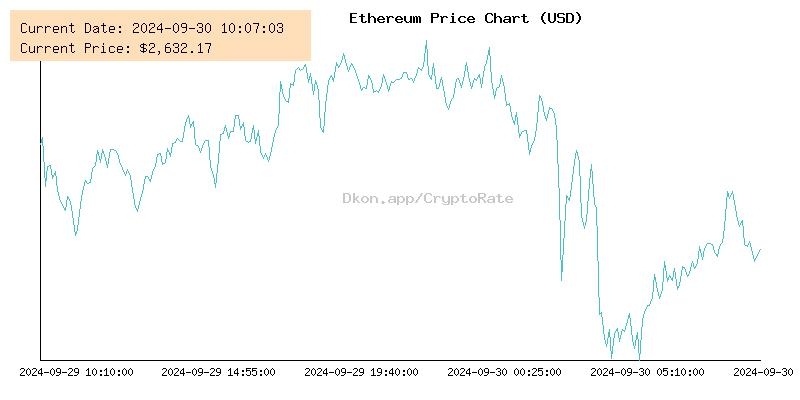 Ethereum Price Chart (USD)
Current Date: 2024-09-30 10:07:03
Current Price: $2,632.17
Dkon.app/CryptoRate
2024-09-29 10:10:00
2024-09-29 14:55:00
2024-09-29 19:40:00
2024-09-30 00:25:00
2024-09-30 05:10:00
2024-09-30